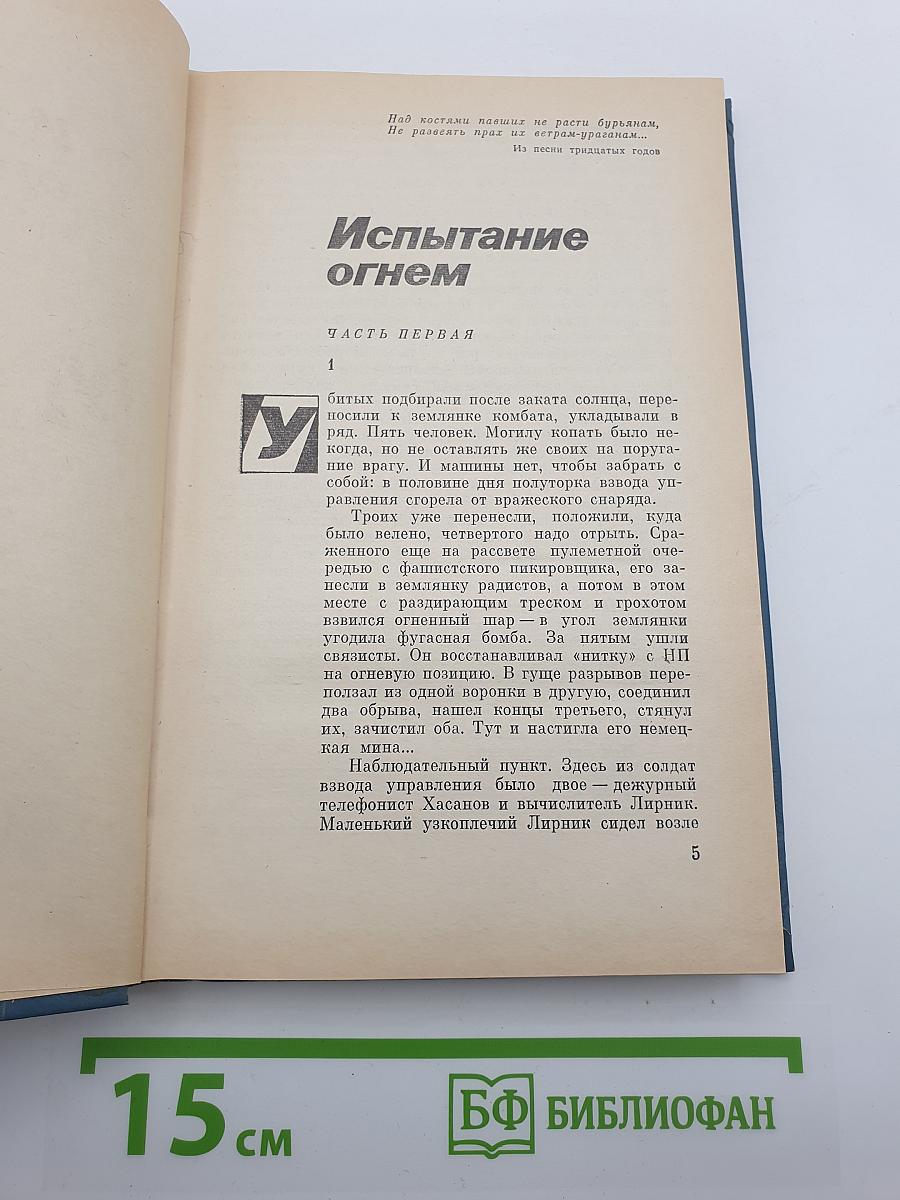 Над костями павших не расти бурьянам,
Не развеять прах их ветрам-ураганам...
Из песни тридцатых годов
Испытание
огнем
ЧАСТЬ ПЕРВАЯ
1
Убитых подбирали после заката солнца, пере-
носили к землянке комбата, укладывали в
ряд. Пять человек. Могилу копать было не-
когда, но не оставлять же своих на поруга-
ние врагу. И машины нет, чтобы забрать с
собой: в половине дня полуторка взвода уп-
равления сгорела от вражеского снаряда.
Троих уже перенесли, положили, куда
было велено, четвертого надо отрыть. Сра-
женного еще на рассвете пулеметной оче-
редью с фашистского пикировщика, его за-
несли в землянку радистов, а потом в этом
месте с раздирающим треском и грохотом
взвился огненный шар — в угол землянки
угодила фугасная бомба. За пятым ушли
связисты. Он восстанавливал «нитку» с НП
на огневую позицию. В гуще разрывов пере-
ползал из одной воронки в другую, соединил
два обрыва, нашел концы третьего, стянул
их, зачистил оба. Тут и настигла его немец-
кая мина...
Наблюдательный пункт. Здесь из солдат
взвода управления было двое — дежурный
телефонист Хасанов и вычислитель Лирник.
Маленький узкоплечий Лирник сидел возле
5
15 см
БФ БИБЛИОФАН